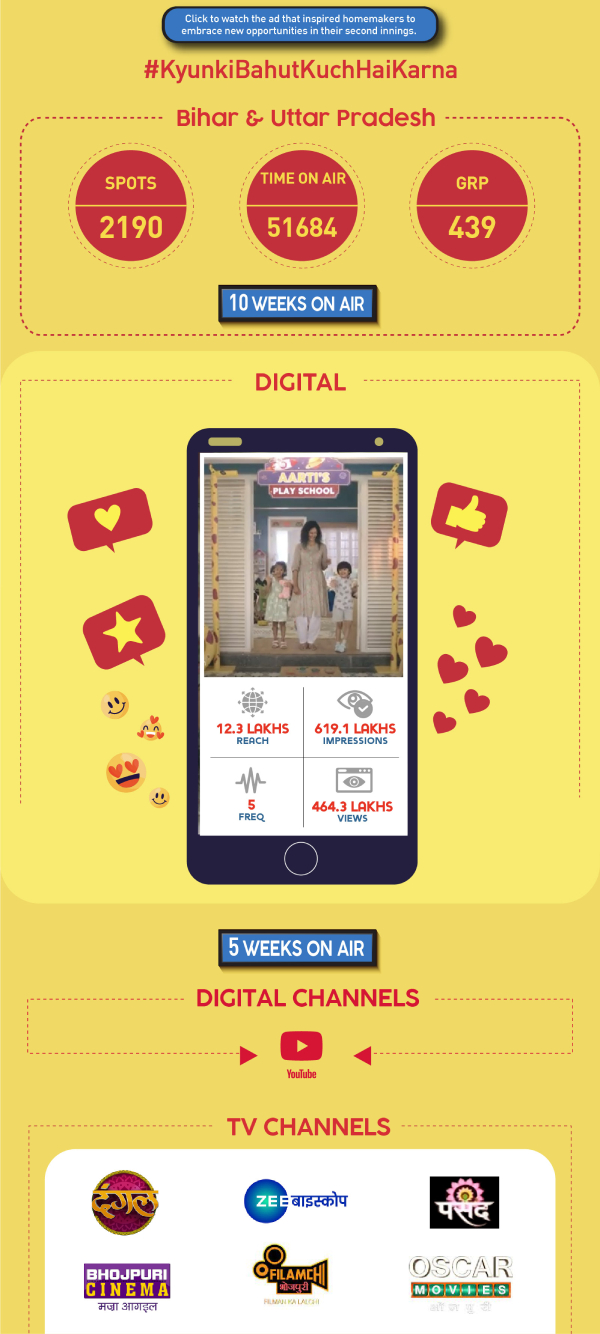 Click to watch the ad that inspired homemakers to
embrace new opportunities in their second innings.
#KyunkiBahutKuchHaiKarna
Bihar & Uttar Pradesh
SPOTS
2190
TIME ON AIR
51684
GRP
439
10 WEEKS ON AIR
DIGITAL
AARTI'S
PLAY SCHOOL
12.3 LAKHS
REACH
619.1 LAKHS
IMPRESSIONS
5
FREQ
464.3 LAKHS
VIEWS
5 WEEKS ON AIR
DIGITAL CHANNELS
YouTube
TV CHANNELS
दंगल
ZEE बाइस्कोप
पसंद
BHOJPURI
CINEMA
मज़ा आगइल
FILAMCHI
भोजपुरी
OSCAR
MOVIES
भोजपुरी